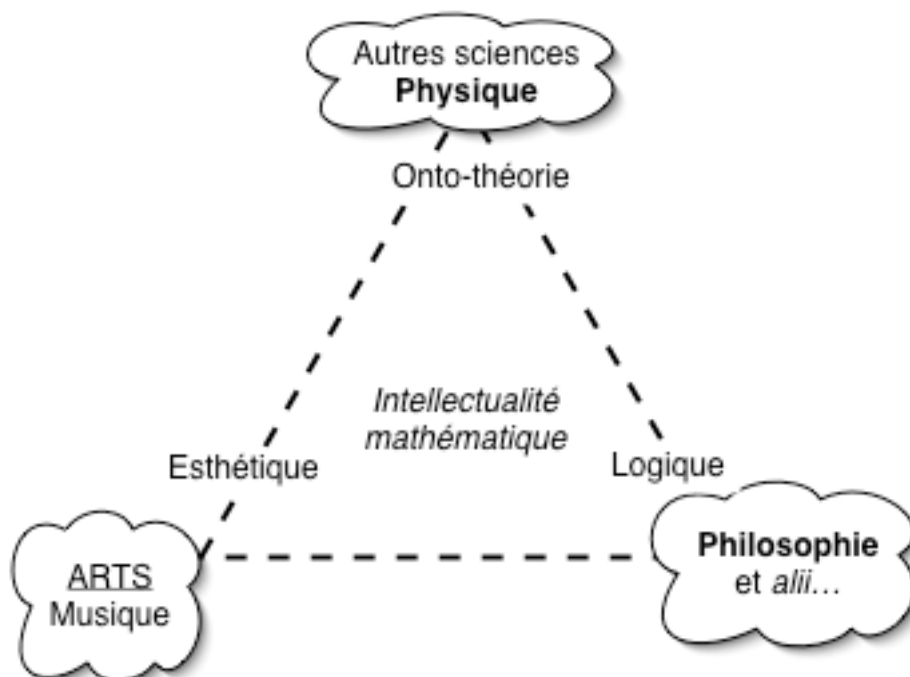 Autres sciences
Physique
Onto-théorie
Intellectualité
mathématique
Esthétique
Logique
ARTS
Musique
Philosophie
et alii...